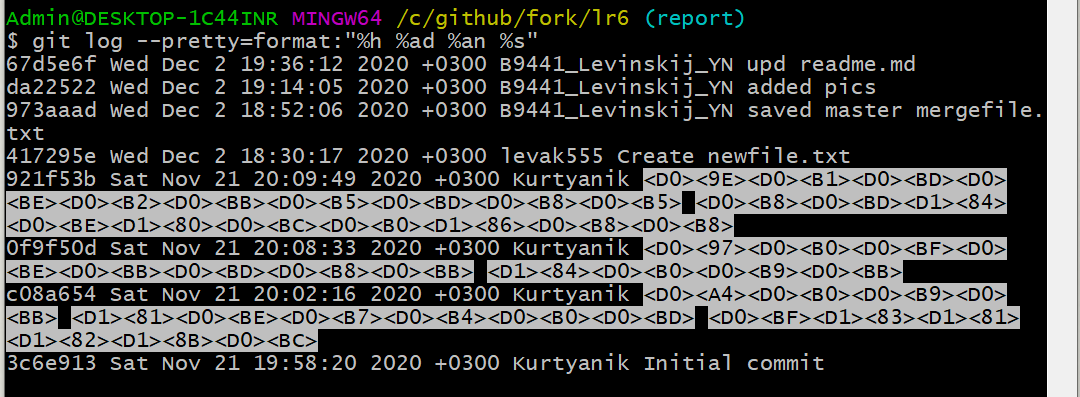 Admin@DESKTOP-1C44INR MINGW64 /c/github/fork/lr6 (report)
$ git log --pretty=format:"%h %ad %an %s"
67d5e6f Wed Dec 2 19:36:12 2020 +0300 B9441_Levinskij_YN upd readme.md
da22522 Wed Dec 2 19:14:05 2020 +0300 B9441_Levinskij_YN added pics
973aaad Wed Dec 2 18:52:06 2020 +0300 B9441_Levinskij_YN saved master mergefile.
txt
417295e Wed Dec 2 18:30:17 2020 +0300 levak555 Create newfile.txt
921f53b Sat Nov 21 20:09:49 2020 +0300 Kurtyanik <D0><9E><D0><B1><D0><BD><D0>
<BE><D0><B2><D0><BB><D0><B5><D0><BD><D0><B8><D0><B5> <D0><B8><D0><BD><D1><84>
<D0><BE><D1><80><D0><BC><D0><B0><D1><86><D0><B8><D0><B8>
0f9f50d Sat Nov 21 20:08:33 2020 +0300 Kurtyanik <D0><97><D0><B0><D0><BF><D0>
<BE><D0><BB><D0><BD><D0><B8><D0><BB> <D1><84><D0><B0><D0><B9><D0><BB>
c08a654 Sat Nov 21 20:02:16 2020 +0300 Kurtyanik <D0><A4><D0><B0><D0><B9><D0>
<BB> <D1><81><D0><BE><D0><B7><D0><B4><D0><B0><D0><BD> <D0><BF><D1><83><D1><81>
<D1><82><D1><8B><D0><BC>
3c6e913 Sat Nov 21 19:58:20 2020 +0300 Kurtyanik Initial commit